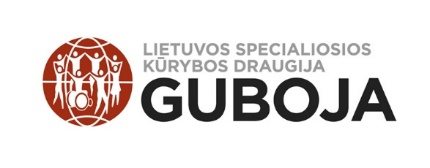 LIETUVOS SPECIALIOSIOS
KŪRYBOS DRAUGIJA
GUBOJA